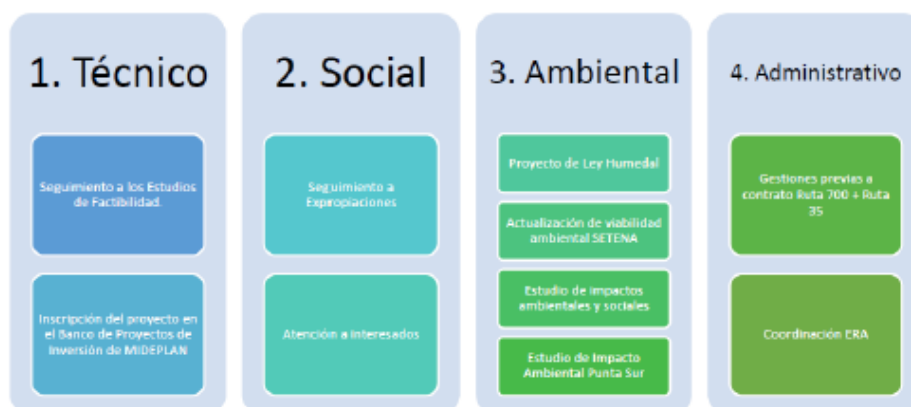 1. Técnico
Seguimiento a los Estudios
de Factibilidad.
Inscripción del proyecto en
el Banco de Proyectos de
Inversión de MIDEPLAN
2. Social
Seguimiento a
Expropiaciones
Atención a Interesados
3. Ambiental
Proyecto de Ley Humedal
Actualización de viabilidad
ambiental SETENA
Estudio de impactos
ambientales y sociales
Estudio de Impacto
Ambiental Punta Sur
4. Administrativo
Gestiones previas a
contrato Ruta 700 + Ruta
35
Coordinación ERA